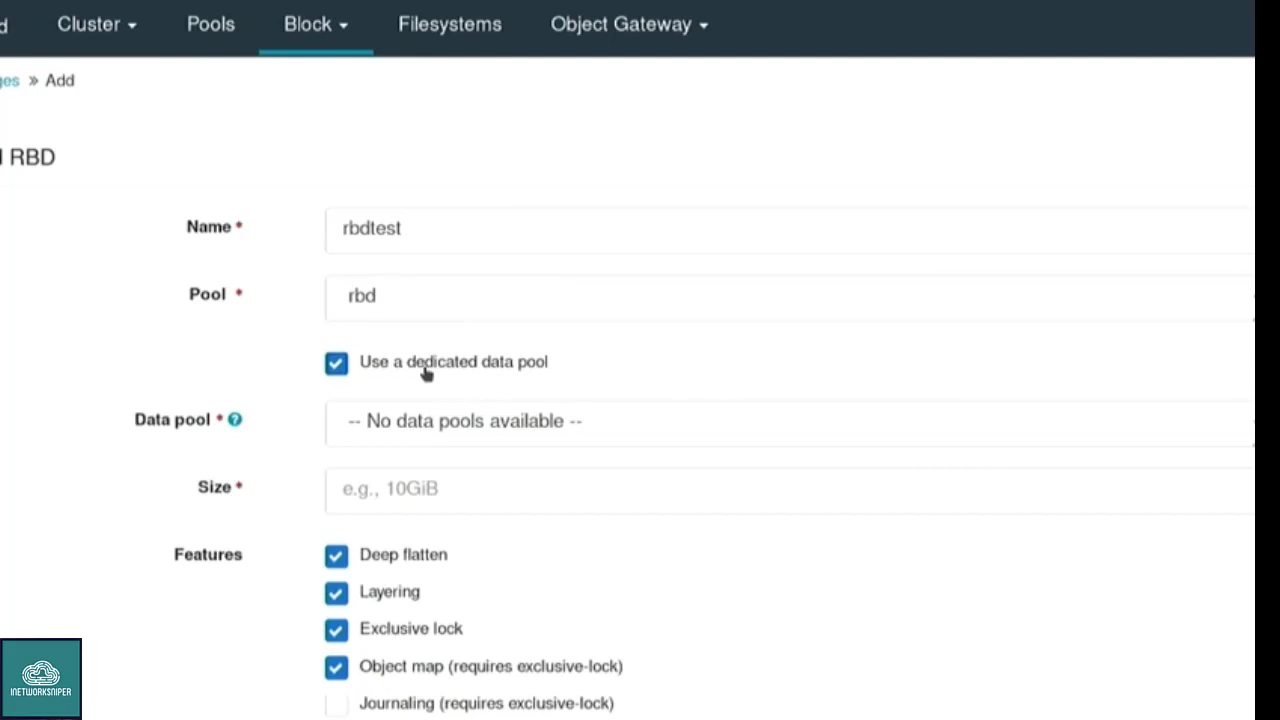 d Cluster Pools Block Filesystems Object Gateway
ges » Add
RBD
Name * rbdtest
Pool * rbd
Use a dedicated data pool
Data pool * ? -- No data pools available --
Size * e.g., 10GiB
Features
Deep flatten
Layering
Exclusive lock
Object map (requires exclusive-lock)
Journaling (requires exclusive-lock)
INETWORKSNIPER